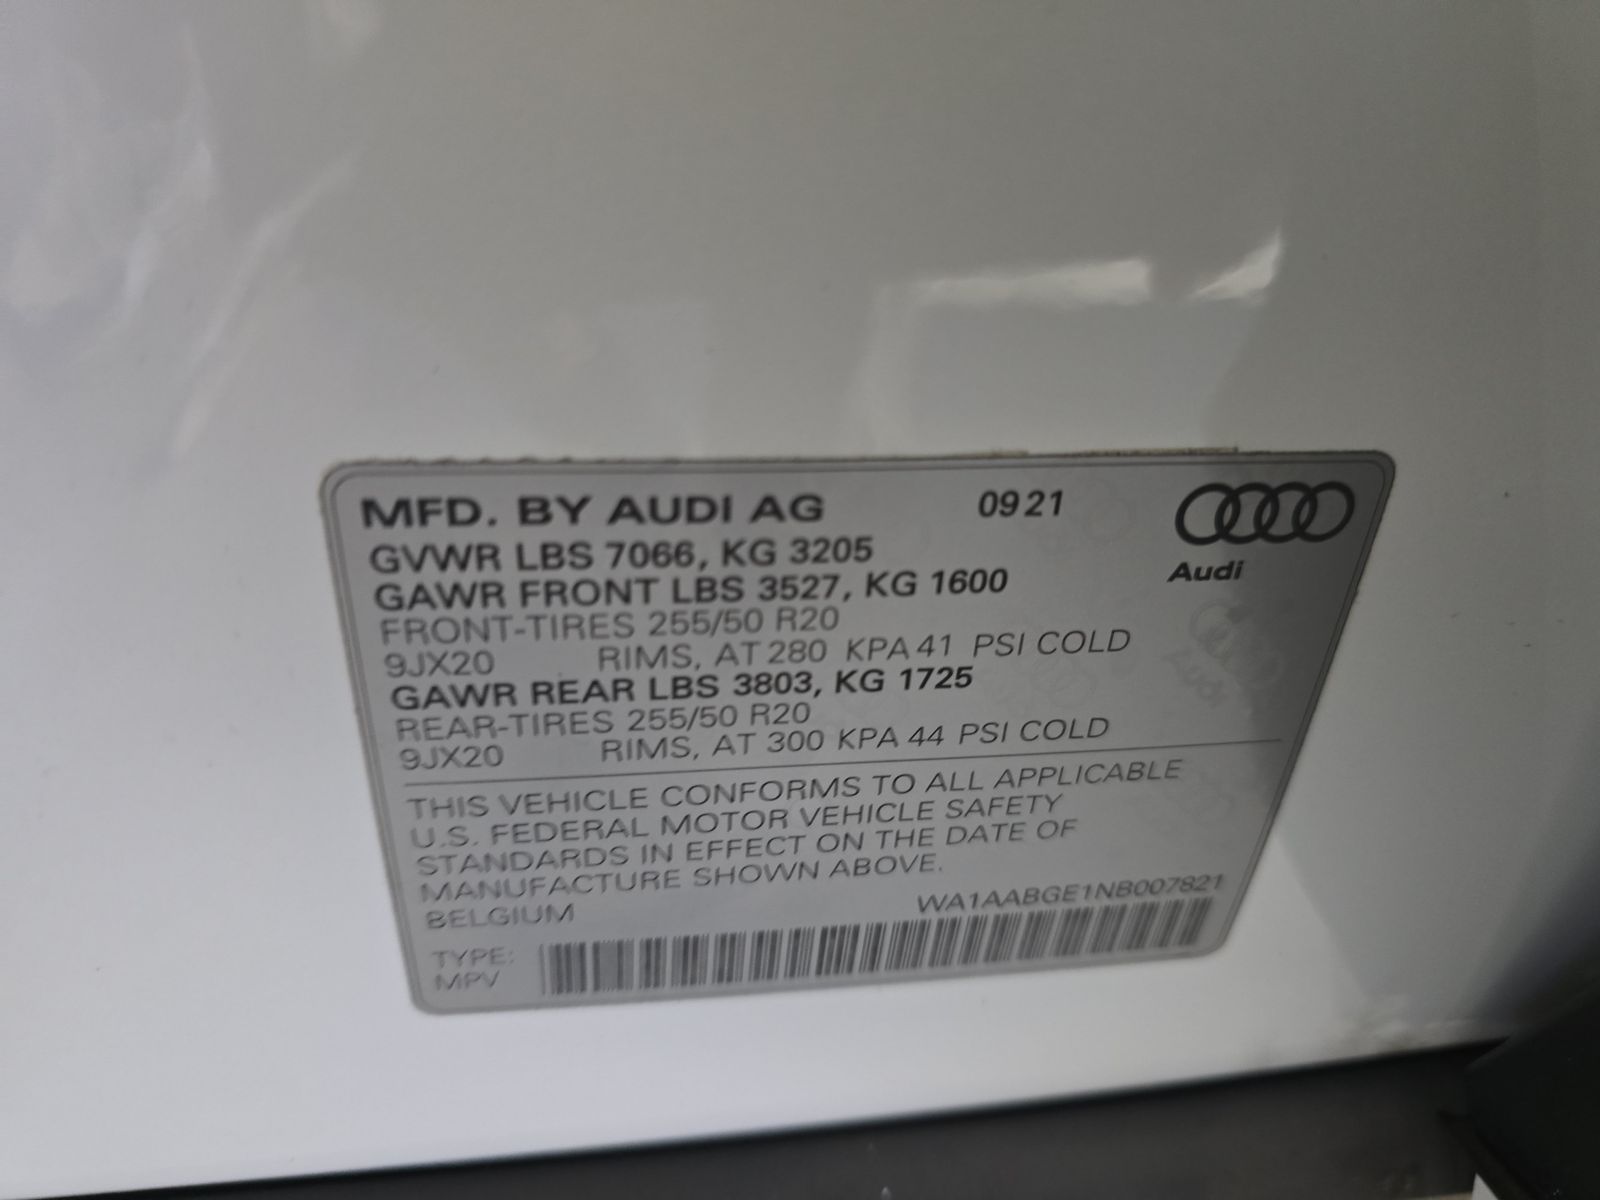 MFD. BY AUDI AG 09 21
Audi
GVWR LBS 7066, KG 3205
GAWR FRONT LBS 3527, KG 1600
FRONT-TIRES 255/50 R20
9JX20 RIMS, AT 280 KPA 41 PSI COLD
GAWR REAR LBS 3803, KG 1725
REAR-TIRES 255/50 R20
9JX20 RIMS, AT 300 KPA 44 PSI COLD
THIS VEHICLE CONFORMS TO ALL APPLICABLE
U.S. FEDERAL MOTOR VEHICLE SAFETY
STANDARDS IN EFFECT ON THE DATE OF
MANUFACTURE SHOWN ABOVE.
BELGIUM WA1AABGE1NB007821
TYPE:
MPV